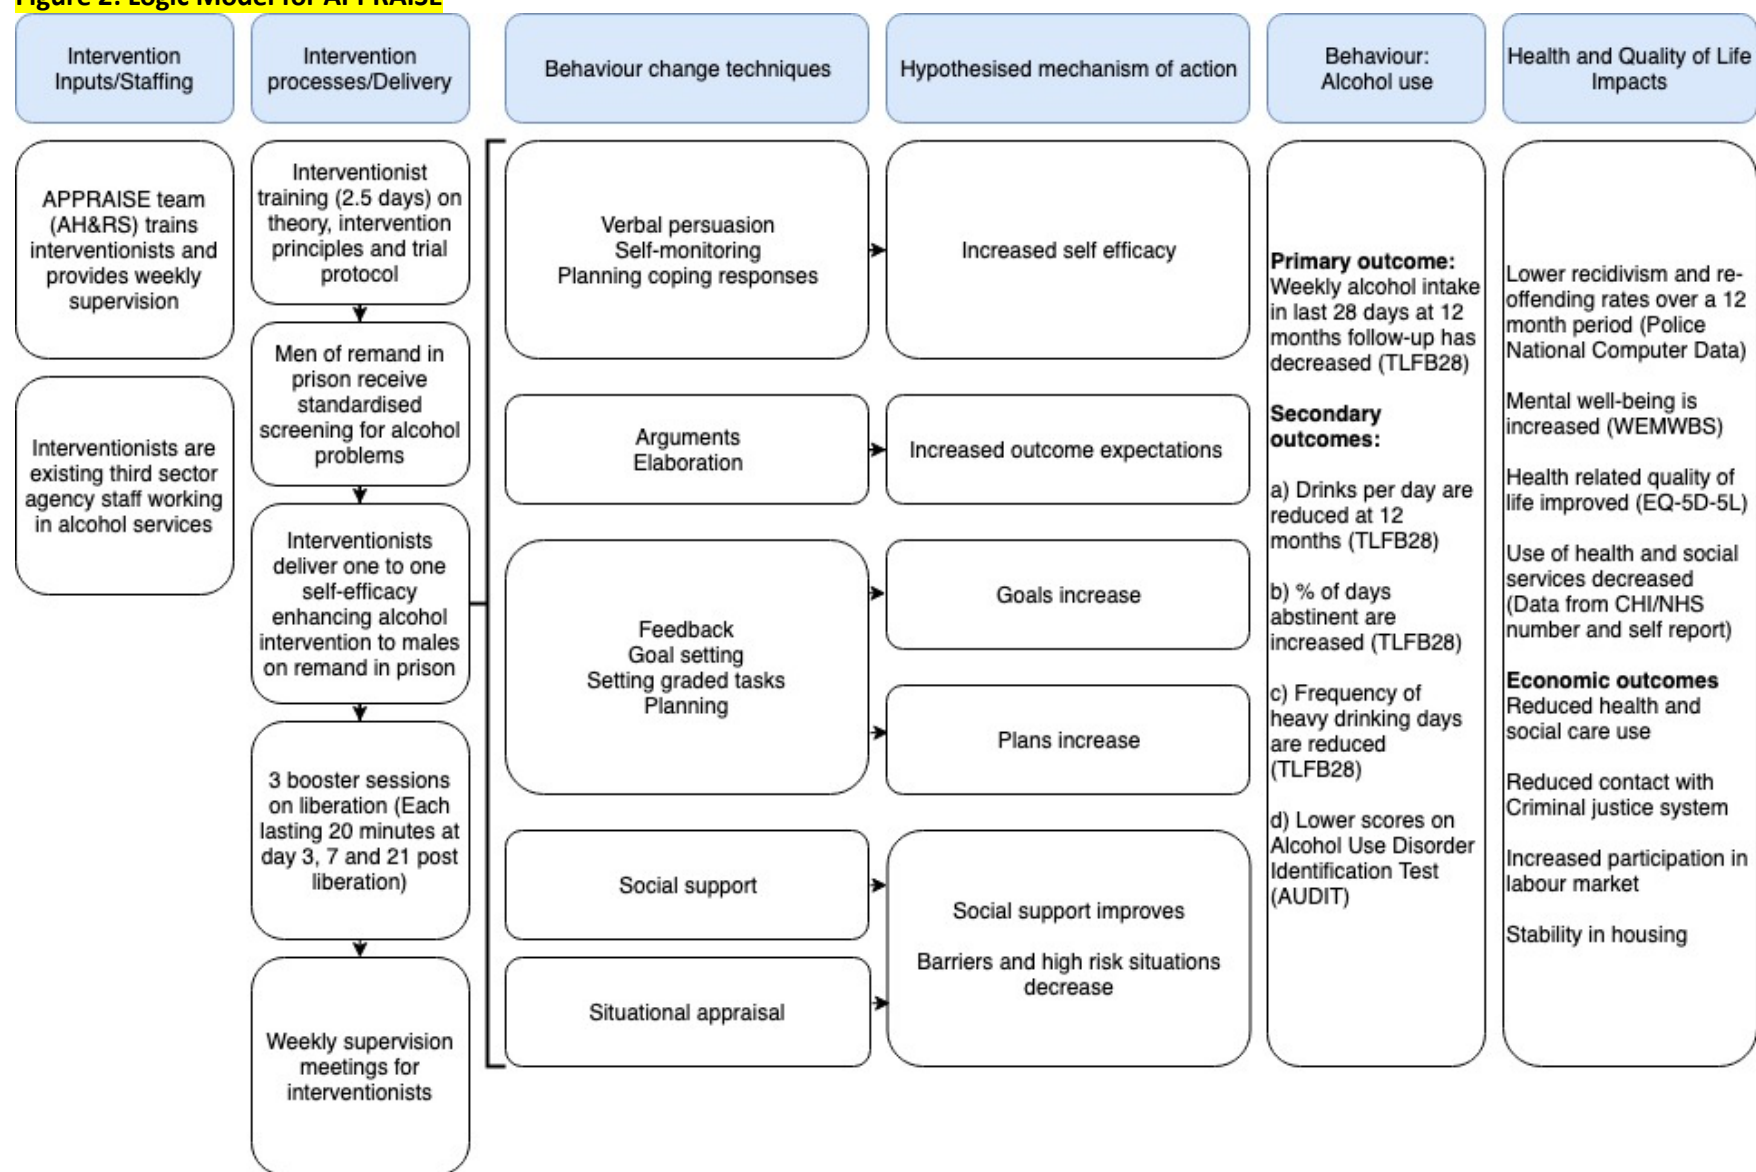 Figure 2: Logic Model for APPRAISE
Intervention
Inputs/Staffing
Intervention
processes/Delivery
Behaviour change techniques
Hypothesised mechanism of action
Behaviour:
Alcohol use
Health and Quality of Life
Impacts
APPRAISE team
(AH&RS) trains
interventionists and
provides weekly
supervision
Interventionists are
existing third sector
agency staff working
in alcohol services
Interventionist
training (2.5 days) on
theory, intervention
principles and trial
protocol
Men of remand in
prison receive
standardised
screening for alcohol
problems
Interventionists
deliver one to one
self-efficacy
enhancing alcohol
intervention to males
on remand in prison
3 booster sessions
on liberation (Each
lasting 20 minutes at
day 3, 7 and 21 post
liberation)
Weekly supervision
meetings for
interventionists
Verbal persuasion
Self-monitoring
Planning coping responses
Arguments
Elaboration
Feedback
Goal setting
Setting graded tasks
Planning
Social support
Situational appraisal
Increased self efficacy
Increased outcome expectations
Goals increase
Plans increase
Social support improves
Barriers and high risk situations
decrease
Primary outcome:
Weekly alcohol intake
in last 28 days at 12
months follow-up has
decreased (TLFB28)
Secondary
outcomes:
a) Drinks per day are
reduced at 12
months (TLFB28)
b) % of days
abstinent are
increased (TLFB28)
c) Frequency of
heavy drinking days
are reduced
(TLFB28)
d) Lower scores on
Alcohol Use Disorder
Identification Test
(AUDIT)
Lower recidivism and re-
offending rates over a 12
month period (Police
National Computer Data)
Mental well-being is
increased (WEMWBS)
Health related quality of
life improved (EQ-5D-5L)
Use of health and social
services decreased
(Data from CHI/NHS
number and self report)
Economic outcomes
Reduced health and
social care use
Reduced contact with
Criminal justice system
Increased participation in
labour market
Stability in housing